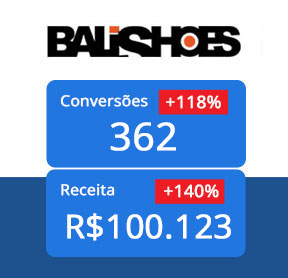 BALISHOES
Conversões +118%
362
Receita +140%
R$100.123